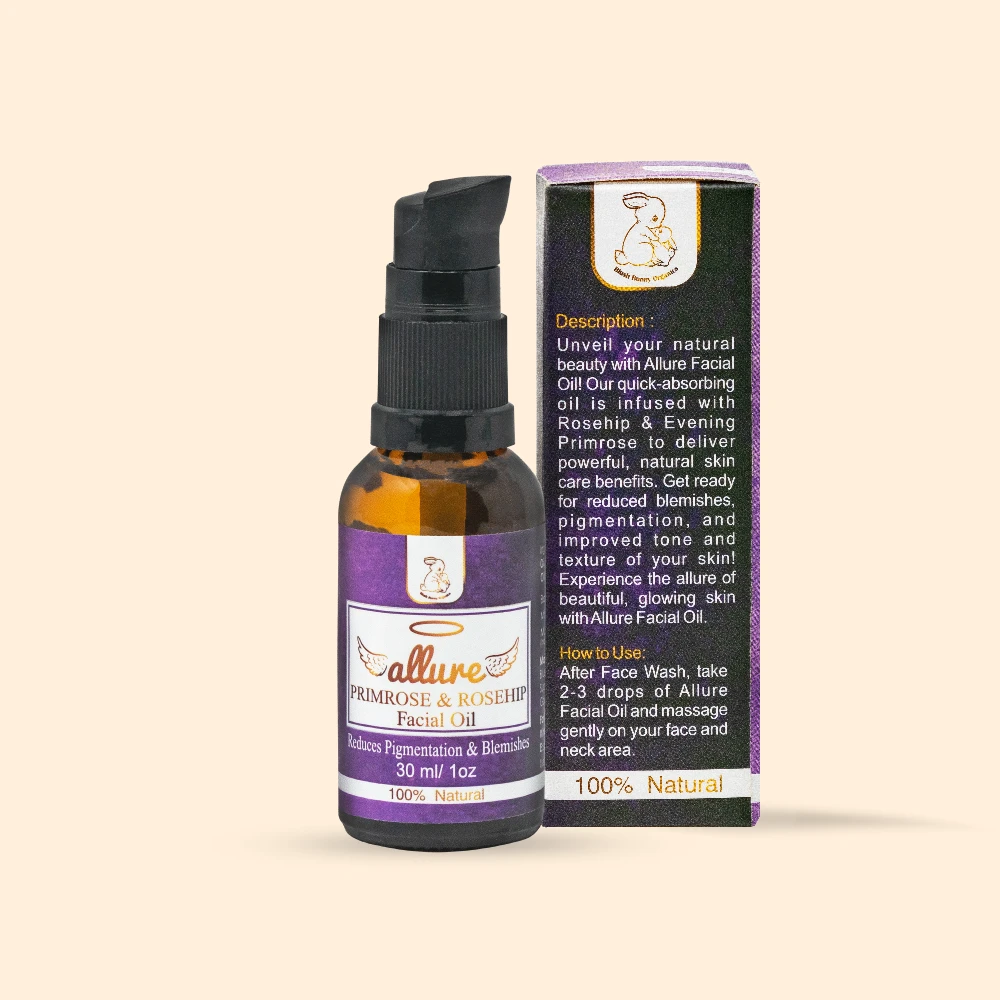 allure
PRIMROSE & ROSEHIP
Facial Oil
Reduces Pigmentation & Blemishes
30 ml/ 1oz
100% Natural
Blush Bunny Organics
Description :
Unveil your natural
beauty with Allure Facial
Oil! Our quick-absorbing
oil is infused with
Rosehip & Evening
Primrose to deliver
powerful, natural skin
care benefits. Get ready
for reduced blemishes,
pigmentation, and
improved tone and
texture of your skin!
Experience the allure of
beautiful, glowing skin
with Allure Facial Oil.
How to Use:
After Face Wash, take
2-3 drops of Allure
Facial Oil and massage
gently on your face and
neck area.
100% Natural